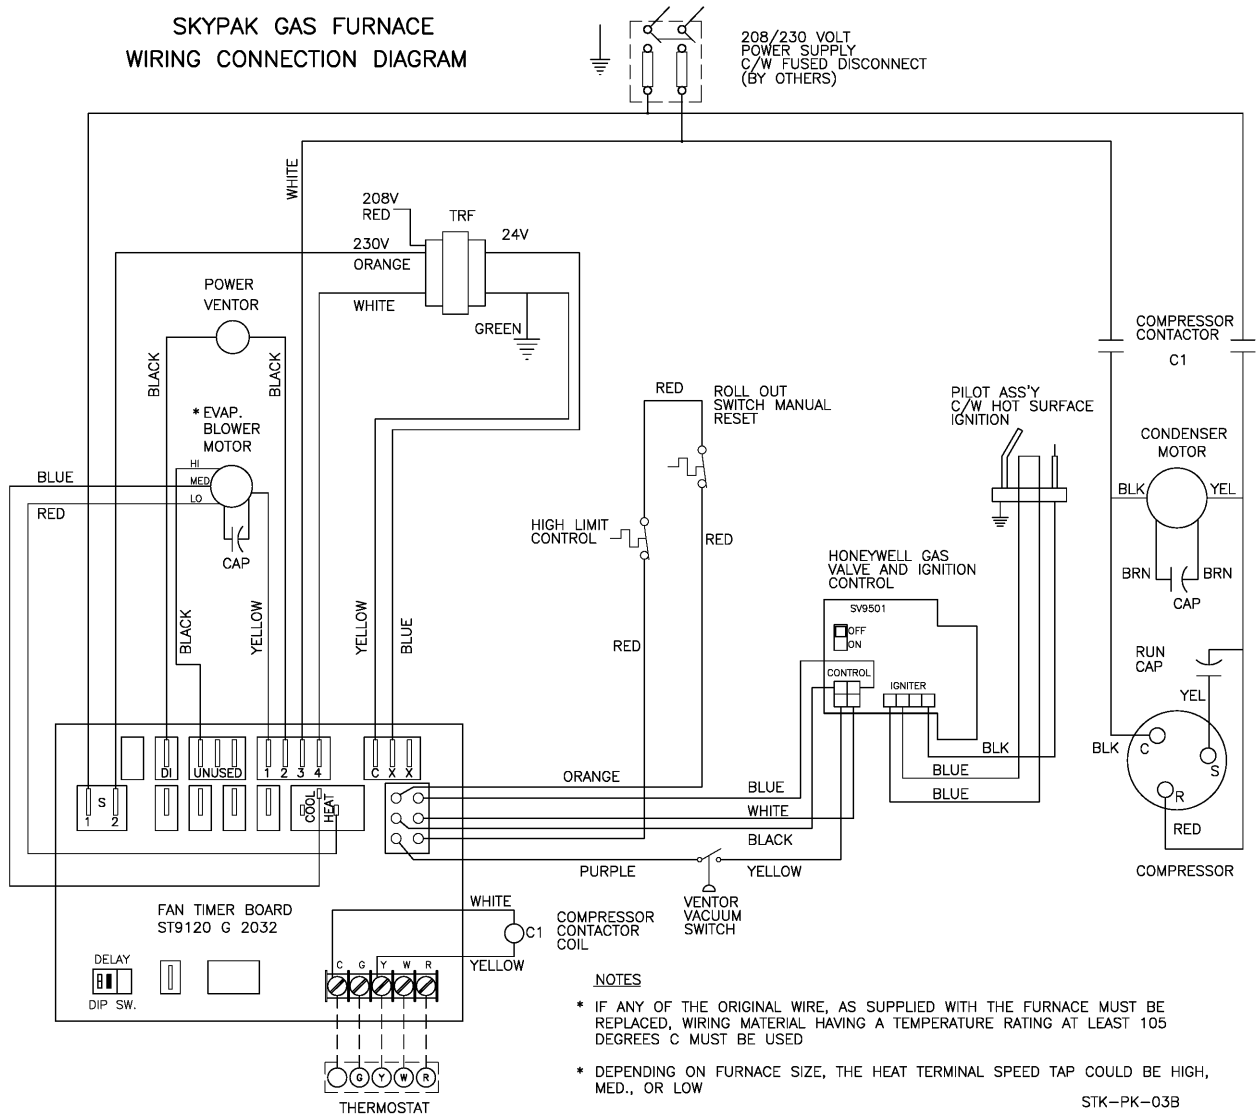 SKYPAK GAS FURNACE
WIRING CONNECTION DIAGRAM
208/230 VOLT
POWER SUPPLY
C/W FUSED DISCONNECT
(BY OTHERS)
WHITE
208V
RED
TRF
24V
230V
ORANGE
WHITE
GREEN
POWER
VENTOR
BLACK
BLACK
COMPRESSOR
CONTACTOR
C1
* EVAP.
BLOWER
MOTOR
HI
MED
LO
BLUE
RED
CAP
RED
ROLL OUT
SWITCH MANUAL
RESET
PILOT ASS'Y
C/W HOT SURFACE
IGNITION
CONDENSER
MOTOR
BLK
YEL
BRN
BRN
CAP
HIGH LIMIT
CONTROL
RED
HONEYWELL GAS
VALVE AND IGNITION
CONTROL
SV9501
OFF
ON
CONTROL
IGNITER
BLACK
YELLOW
YELLOW
BLUE
RED
RUN
CAP
YEL
BLK
C
S
R
RED
COMPRESSOR
DI
UNUSED
1 2 3 4
C X X
S
1 2
COOL
HEAT
ORANGE
BLK
BLUE
BLUE
BLUE
WHITE
BLACK
PURPLE
YELLOW
VENTOR
VACUUM
SWITCH
FAN TIMER BOARD
ST9120 G 2032
WHITE
C1
COMPRESSOR
CONTACTOR
COIL
YELLOW
DELAY
DIP SW.
C G Y W R
G Y W R
THERMOSTAT
NOTES
* IF ANY OF THE ORIGINAL WIRE, AS SUPPLIED WITH THE FURNACE MUST BE
REPLACED, WIRING MATERIAL HAVING A TEMPERATURE RATING AT LEAST 105
DEGREES C MUST BE USED
* DEPENDING ON FURNACE SIZE, THE HEAT TERMINAL SPEED TAP COULD BE HIGH,
MED., OR LOW
STK-PK-03B